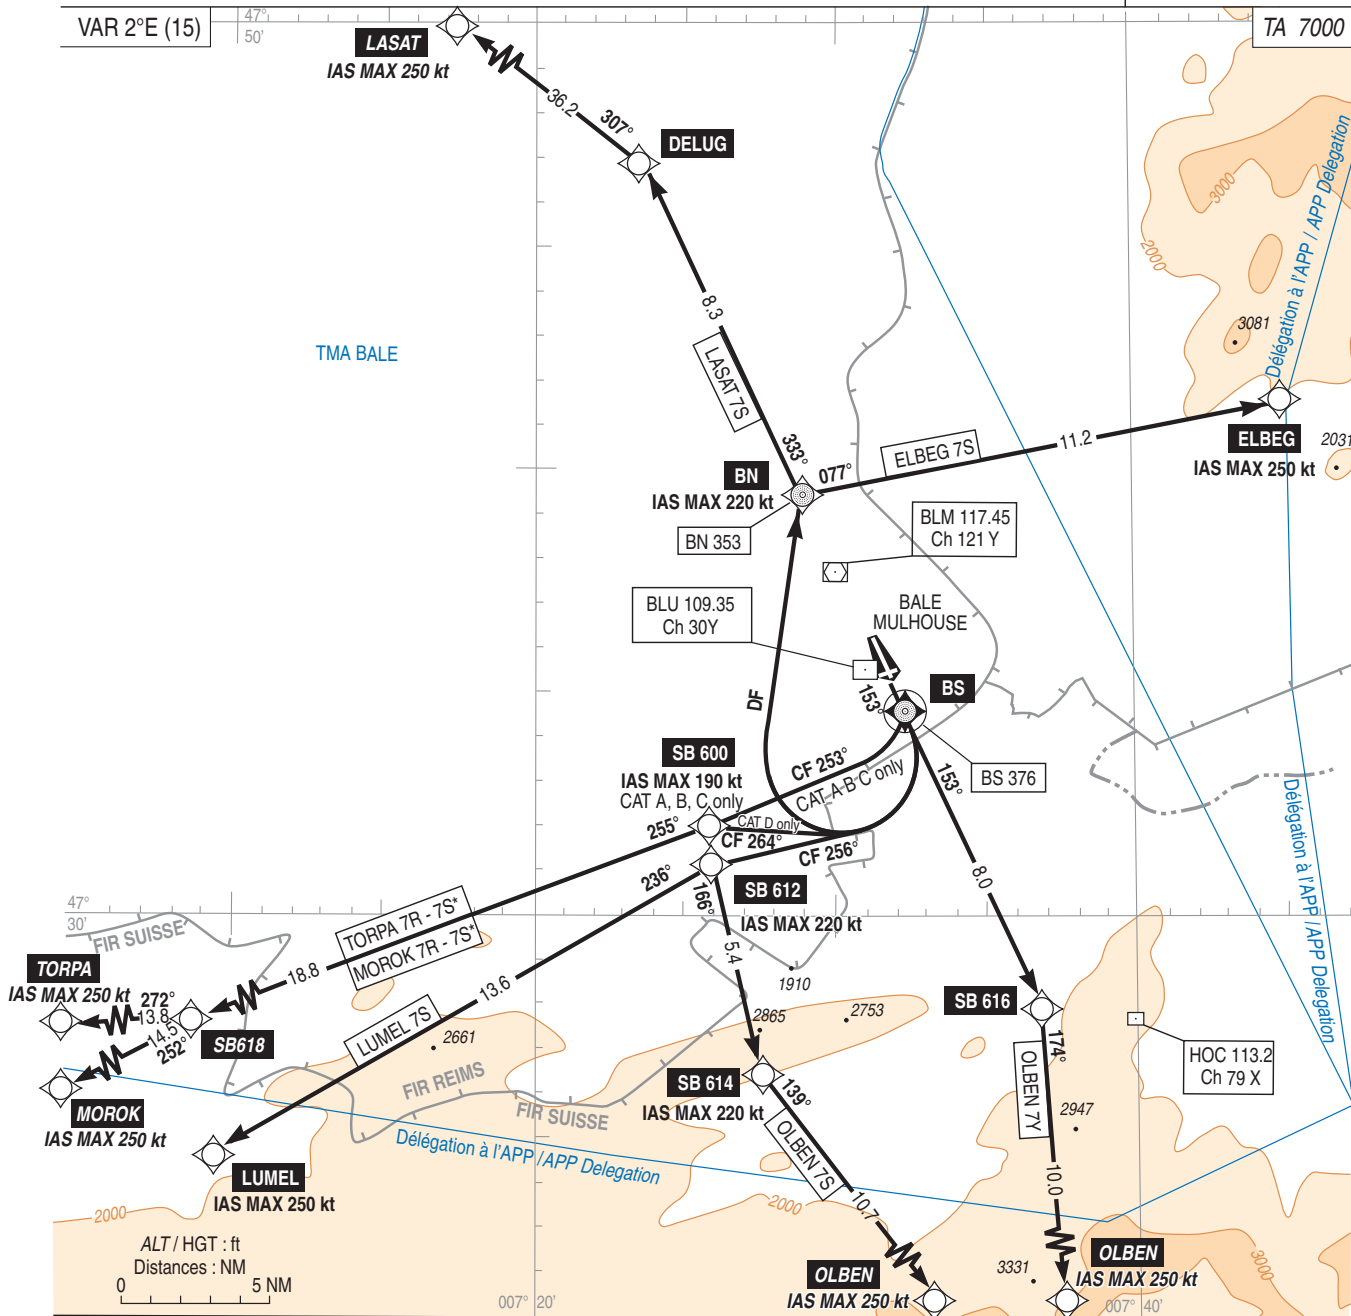 VAR 2°E (15)
47°
50'
LASAT
IAS MAX 250 kt
TA 7000
36.2
307°
DELUG
3000
2000
Délégation à l'APP / APP Delegation
3081
8.3
TMA BALE
LASAT 7S
333°
BN
IAS MAX 220 kt
077°
ELBEG 7S
11.2
ELBEG
IAS MAX 250 kt
2031
BN 353
BLM 117.45
Ch 121 Y
BLU 109.35
Ch 30Y
BALE
MULHOUSE
153°
BS
DF
SB 600
IAS MAX 190 kt
CAT A, B, C only
CF 253°
CAT A B C only
BS 376
153°
255°
CAT D only
CF 264°
CF 256°
236°
166°
SB 612
IAS MAX 220 kt
8.0
Délégation à l'APP / APP Delegation
47°
30'
FIR SUISSE
TORPA 7R - 7S*
MOROK 7R - 7S*
18.8
5.4
13.6
1910
TORPA
IAS MAX 250 kt
272°
13.8
14.5
252°
SB618
LUMEL 7S
2661
2865
2753
SB 616
174°
HOC 113.2
Ch 79 X
MOROK
IAS MAX 250 kt
FIR REIMS
FIR SUISSE
SB 614
IAS MAX 220 kt
139°
OLBEN 7Y
2947
Délégation à l'APP / APP Delegation
LUMEL
IAS MAX 250 kt
OLBEN 7S
2000
2000
10.7
10.0
3000
ALT / HGT : ft
Distances : NM
0
5 NM
OLBEN
IAS MAX 250 kt
3331
OLBEN
IAS MAX 250 kt
007° 20'
007° 40'